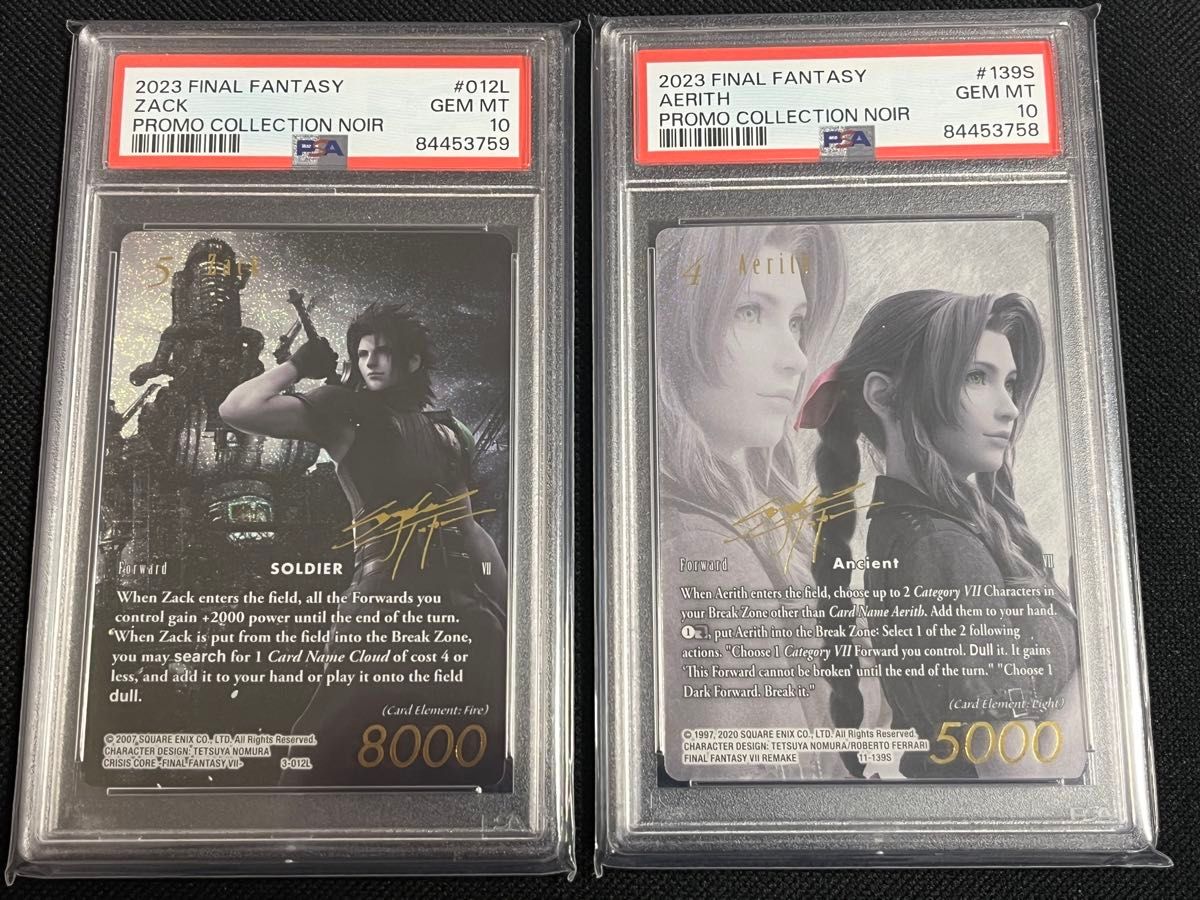 2023 FINAL FANTASY #012L
ZACK GEM MT
PROMO COLLECTION NOIR 10
PSA 84453759
5 Zack
Forward SOLDIER VII
When Zack enters the field, all the Forwards you
control gain +2000 power until the end of the turn.
When Zack is put from the field into the Break Zone,
you may search for 1 Card Name Cloud of cost 4 or
less, and add it to your hand or play it onto the field
dull.
(Card Element: Fire)
© 2007 SQUARE ENIX CO., LTD. All Rights Reserved.
CHARACTER DESIGN: TETSUYA NOMURA
CRISIS CORE -FINAL FANTASY VII- 3-012L
8000
2023 FINAL FANTASY #139S
AERITH GEM MT
PROMO COLLECTION NOIR 10
PSA 84453758
4 Aerith
Forward Ancient VII
When Aerith enters the field, choose up to 2 Category VII Characters in
your Break Zone other than Card Name Aerith. Add them to your hand.
1, put Aerith into the Break Zone: Select 1 of the 2 following
actions. "Choose 1 Category VII Forward you control. Dull it. It gains
'This Forward cannot be broken' until the end of the turn." "Choose 1
Dark Forward. Break it."
(Card Element: Light)
© 1997, 2020 SQUARE ENIX CO., LTD. All Rights Reserved.
CHARACTER DESIGN: TETSUYA NOMURA/ROBERTO FERRARI
FINAL FANTASY VII REMAKE 11-139S
5000